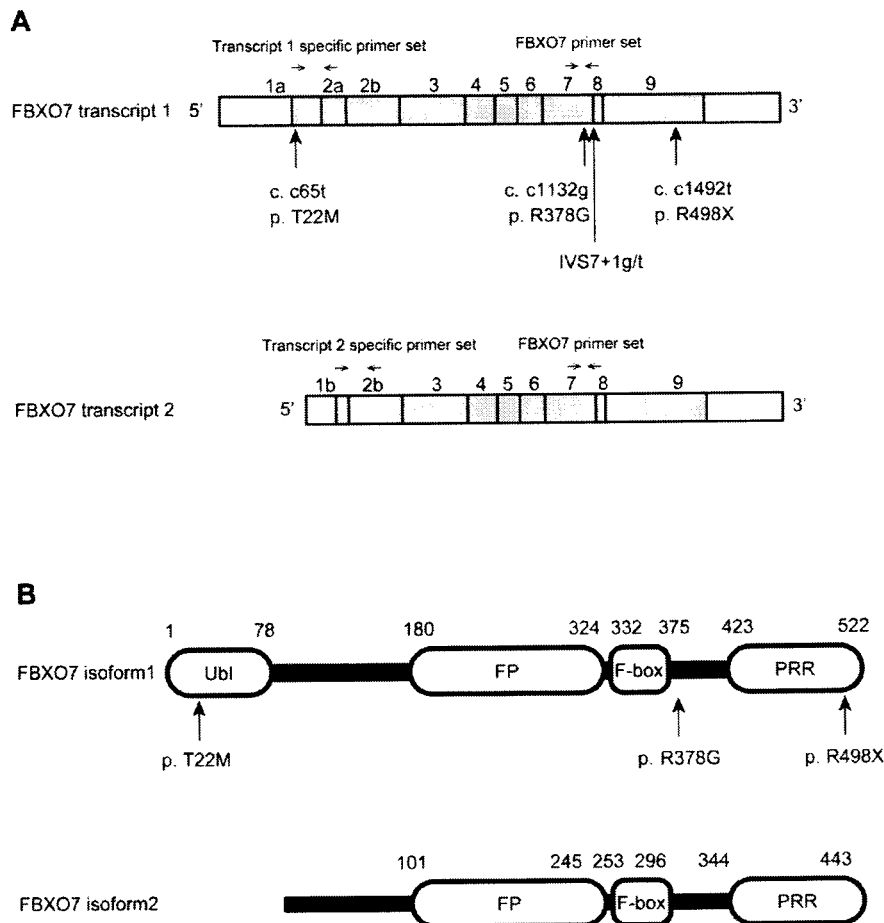 A
Transcript 1 specific primer set
FBXO7 primer set
1a 2a 2b 3 4 5 6 7 8 9
FBXO7 transcript 1 5' 3'
c. c65t
p. T22M
c. c1132g
p. R378G
c. c1492t
p. R498X
IVS7+1g/t
Transcript 2 specific primer set
FBXO7 primer set
1b 2b 3 4 5 6 7 8 9
FBXO7 transcript 2 5' 3'
B
1 78 180 324 332 375 423 522
FBXO7 isoform1 Ubl FP F-box PRR
p. T22M p. R378G p. R498X
101 245 253 296 344 443
FBXO7 isoform2 FP F-box PRR